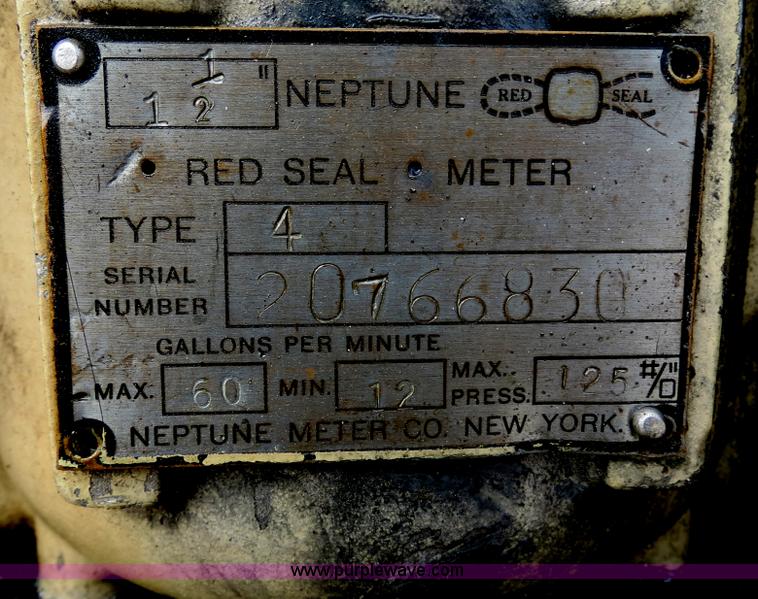 1 1/2" NEPTUNE RED SEAL
RED SEAL METER
TYPE 4
SERIAL NUMBER 20766830
GALLONS PER MINUTE
MAX. 60 MIN. 12 MAX. PRESS. 125 #/□"
NEPTUNE METER CO. NEW YORK.
www.purplewave.com